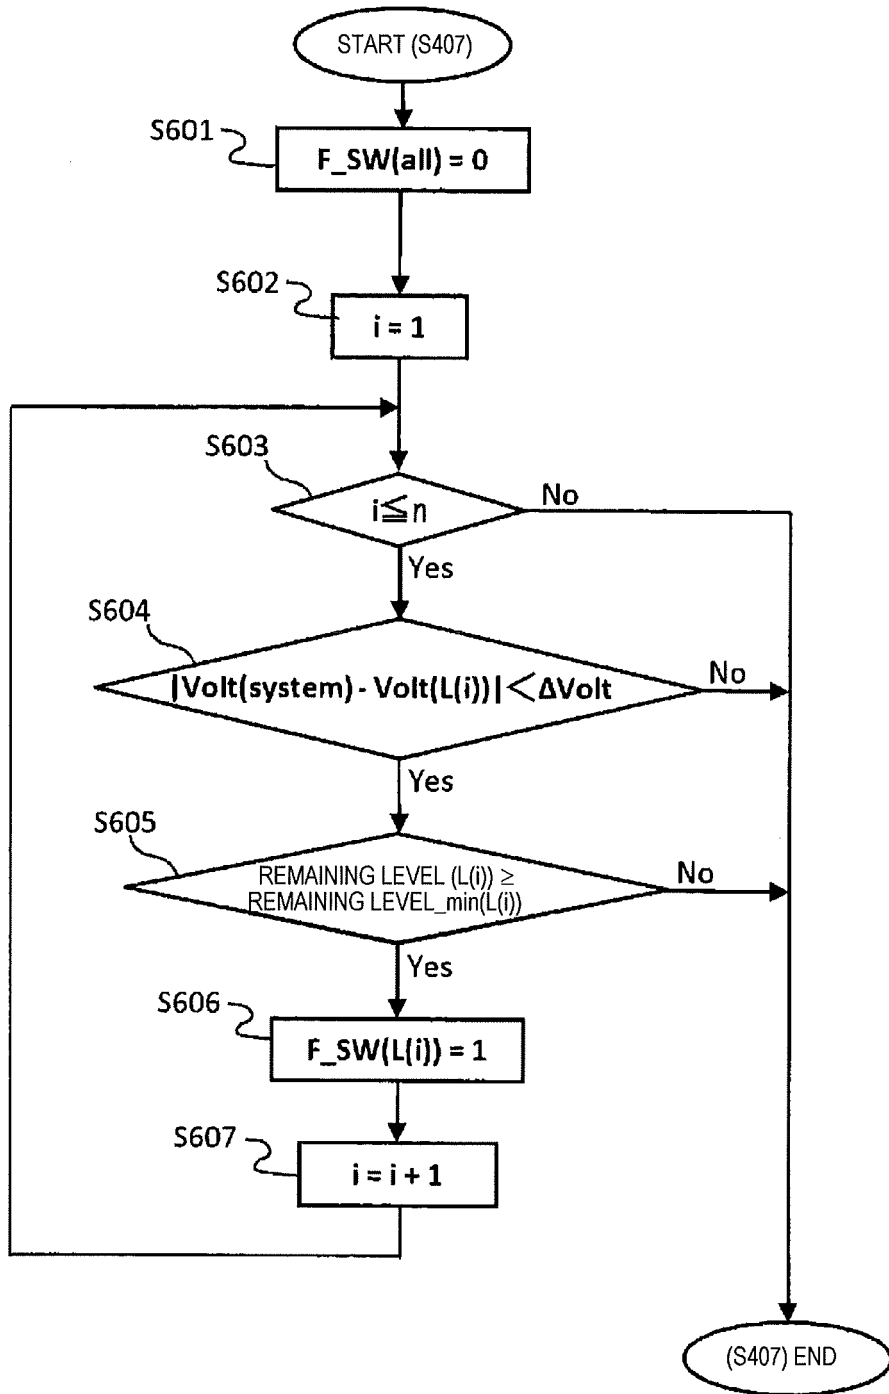 START (S407)
S601
F_SW(all) = 0
S602
i = 1
S603
i≦n
No
Yes
S604
|Volt(system) - Volt(L(i))| < ΔVolt
No
Yes
S605
REMAINING LEVEL (L(i)) ≥
REMAINING LEVEL_min(L(i))
No
Yes
S606
F_SW(L(i)) = 1
S607
i = i + 1
(S407) END